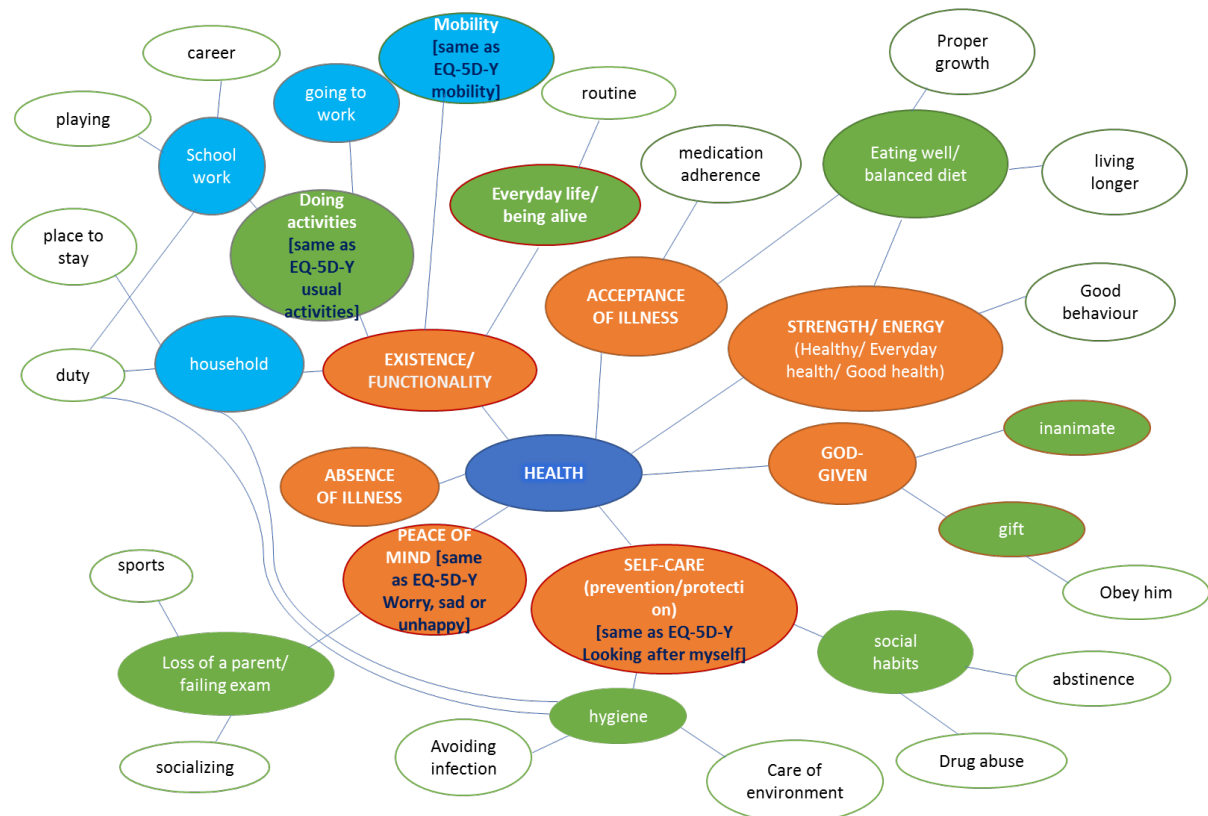 career
playing
School
work
going to
work
Mobility
[same as
EQ-5D-Y
mobility]
routine
Proper
growth
medication
adherence
Eating well/
balanced diet
living
longer
place to
stay
Doing
activities
[same as
EQ-5D-Y
usual
activities]
Everyday life/
being alive
ACCEPTANCE
OF ILLNESS
STRENGTH/ ENERGY
(Healthy/ Everyday
health/ Good health)
Good
behaviour
duty
household
EXISTENCE/
FUNCTIONALITY
HEALTH
ABSENCE
OF ILLNESS
GOD-
GIVEN
inanimate
gift
Obey him
PEACE OF
MIND [same
as EQ-5D-Y
Worry, sad or
unhappy]
SELF-CARE
(prevention/protecti
on)
[same as EQ-5D-Y
Looking after myself]
sports
Loss of a parent/
failing exam
socializing
hygiene
Avoiding
infection
Care of
environment
social
habits
abstinence
Drug abuse